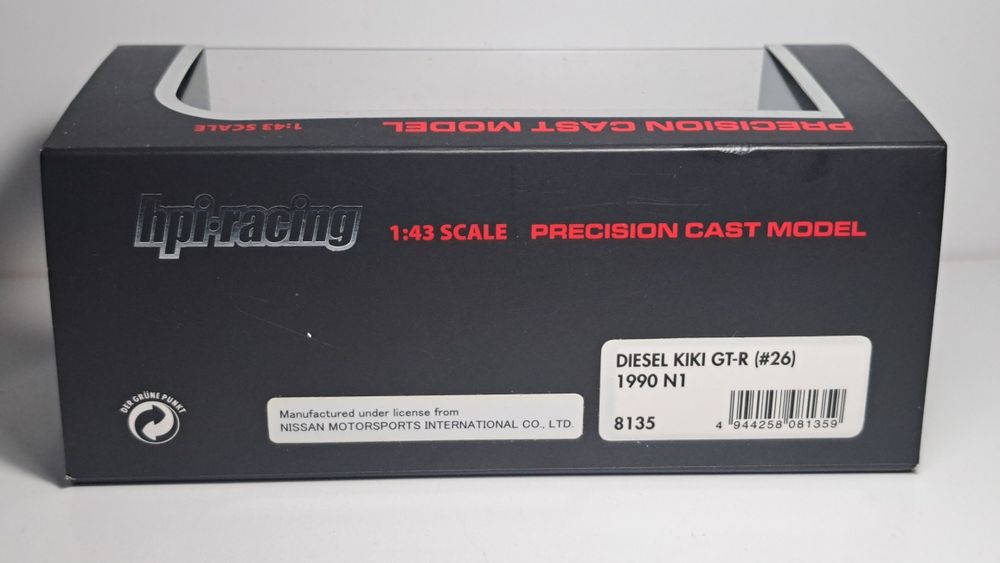 1:43 SCALE PRECISION CAST MODEL
hpi·racing 1:43 SCALE PRECISION CAST MODEL
DIESEL KIKI GT-R (#26)
1990 N1
8135
4 944258 081359
DER GRÜNE PUNKT
Manufactured under license from
NISSAN MOTORSPORTS INTERNATIONAL CO., LTD.